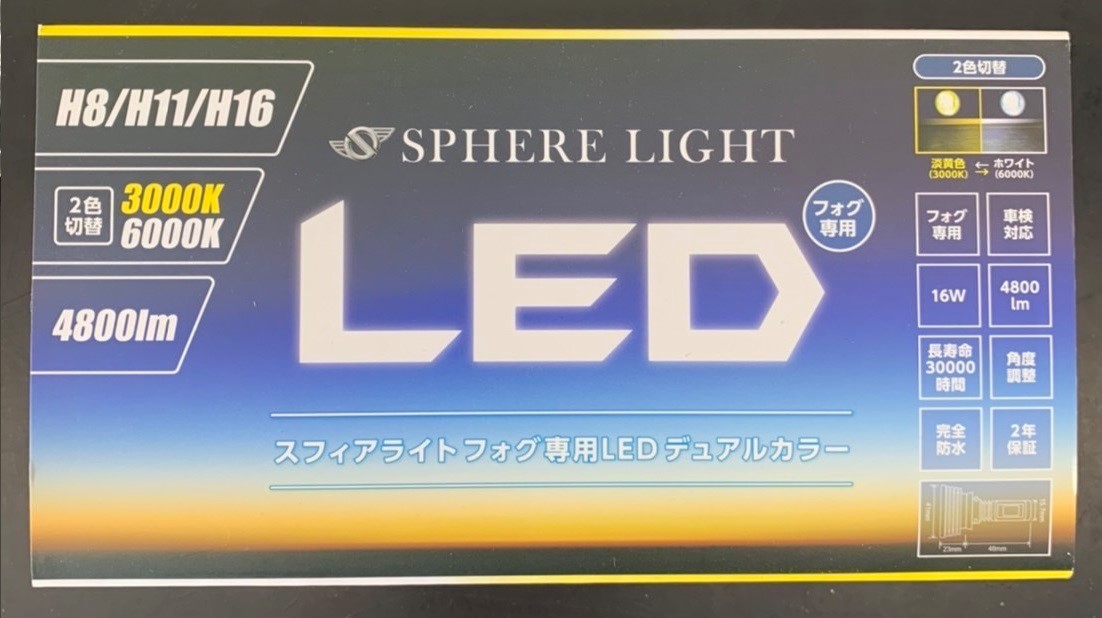 H8/H11/H16
2色
切替
3000K
6000K
4800lm
SPHERE LIGHT
LED
フォグ
専用
スフィアライトフォグ専用LEDデュアルカラー
2色切替
淡黄色
(3000K)
ホワイト
(6000K)
フォグ
専用
車検
対応
16W
4800
lm
長寿命
30000
時間
角度
調整
完全
防水
2年
保証
23mm
48mm